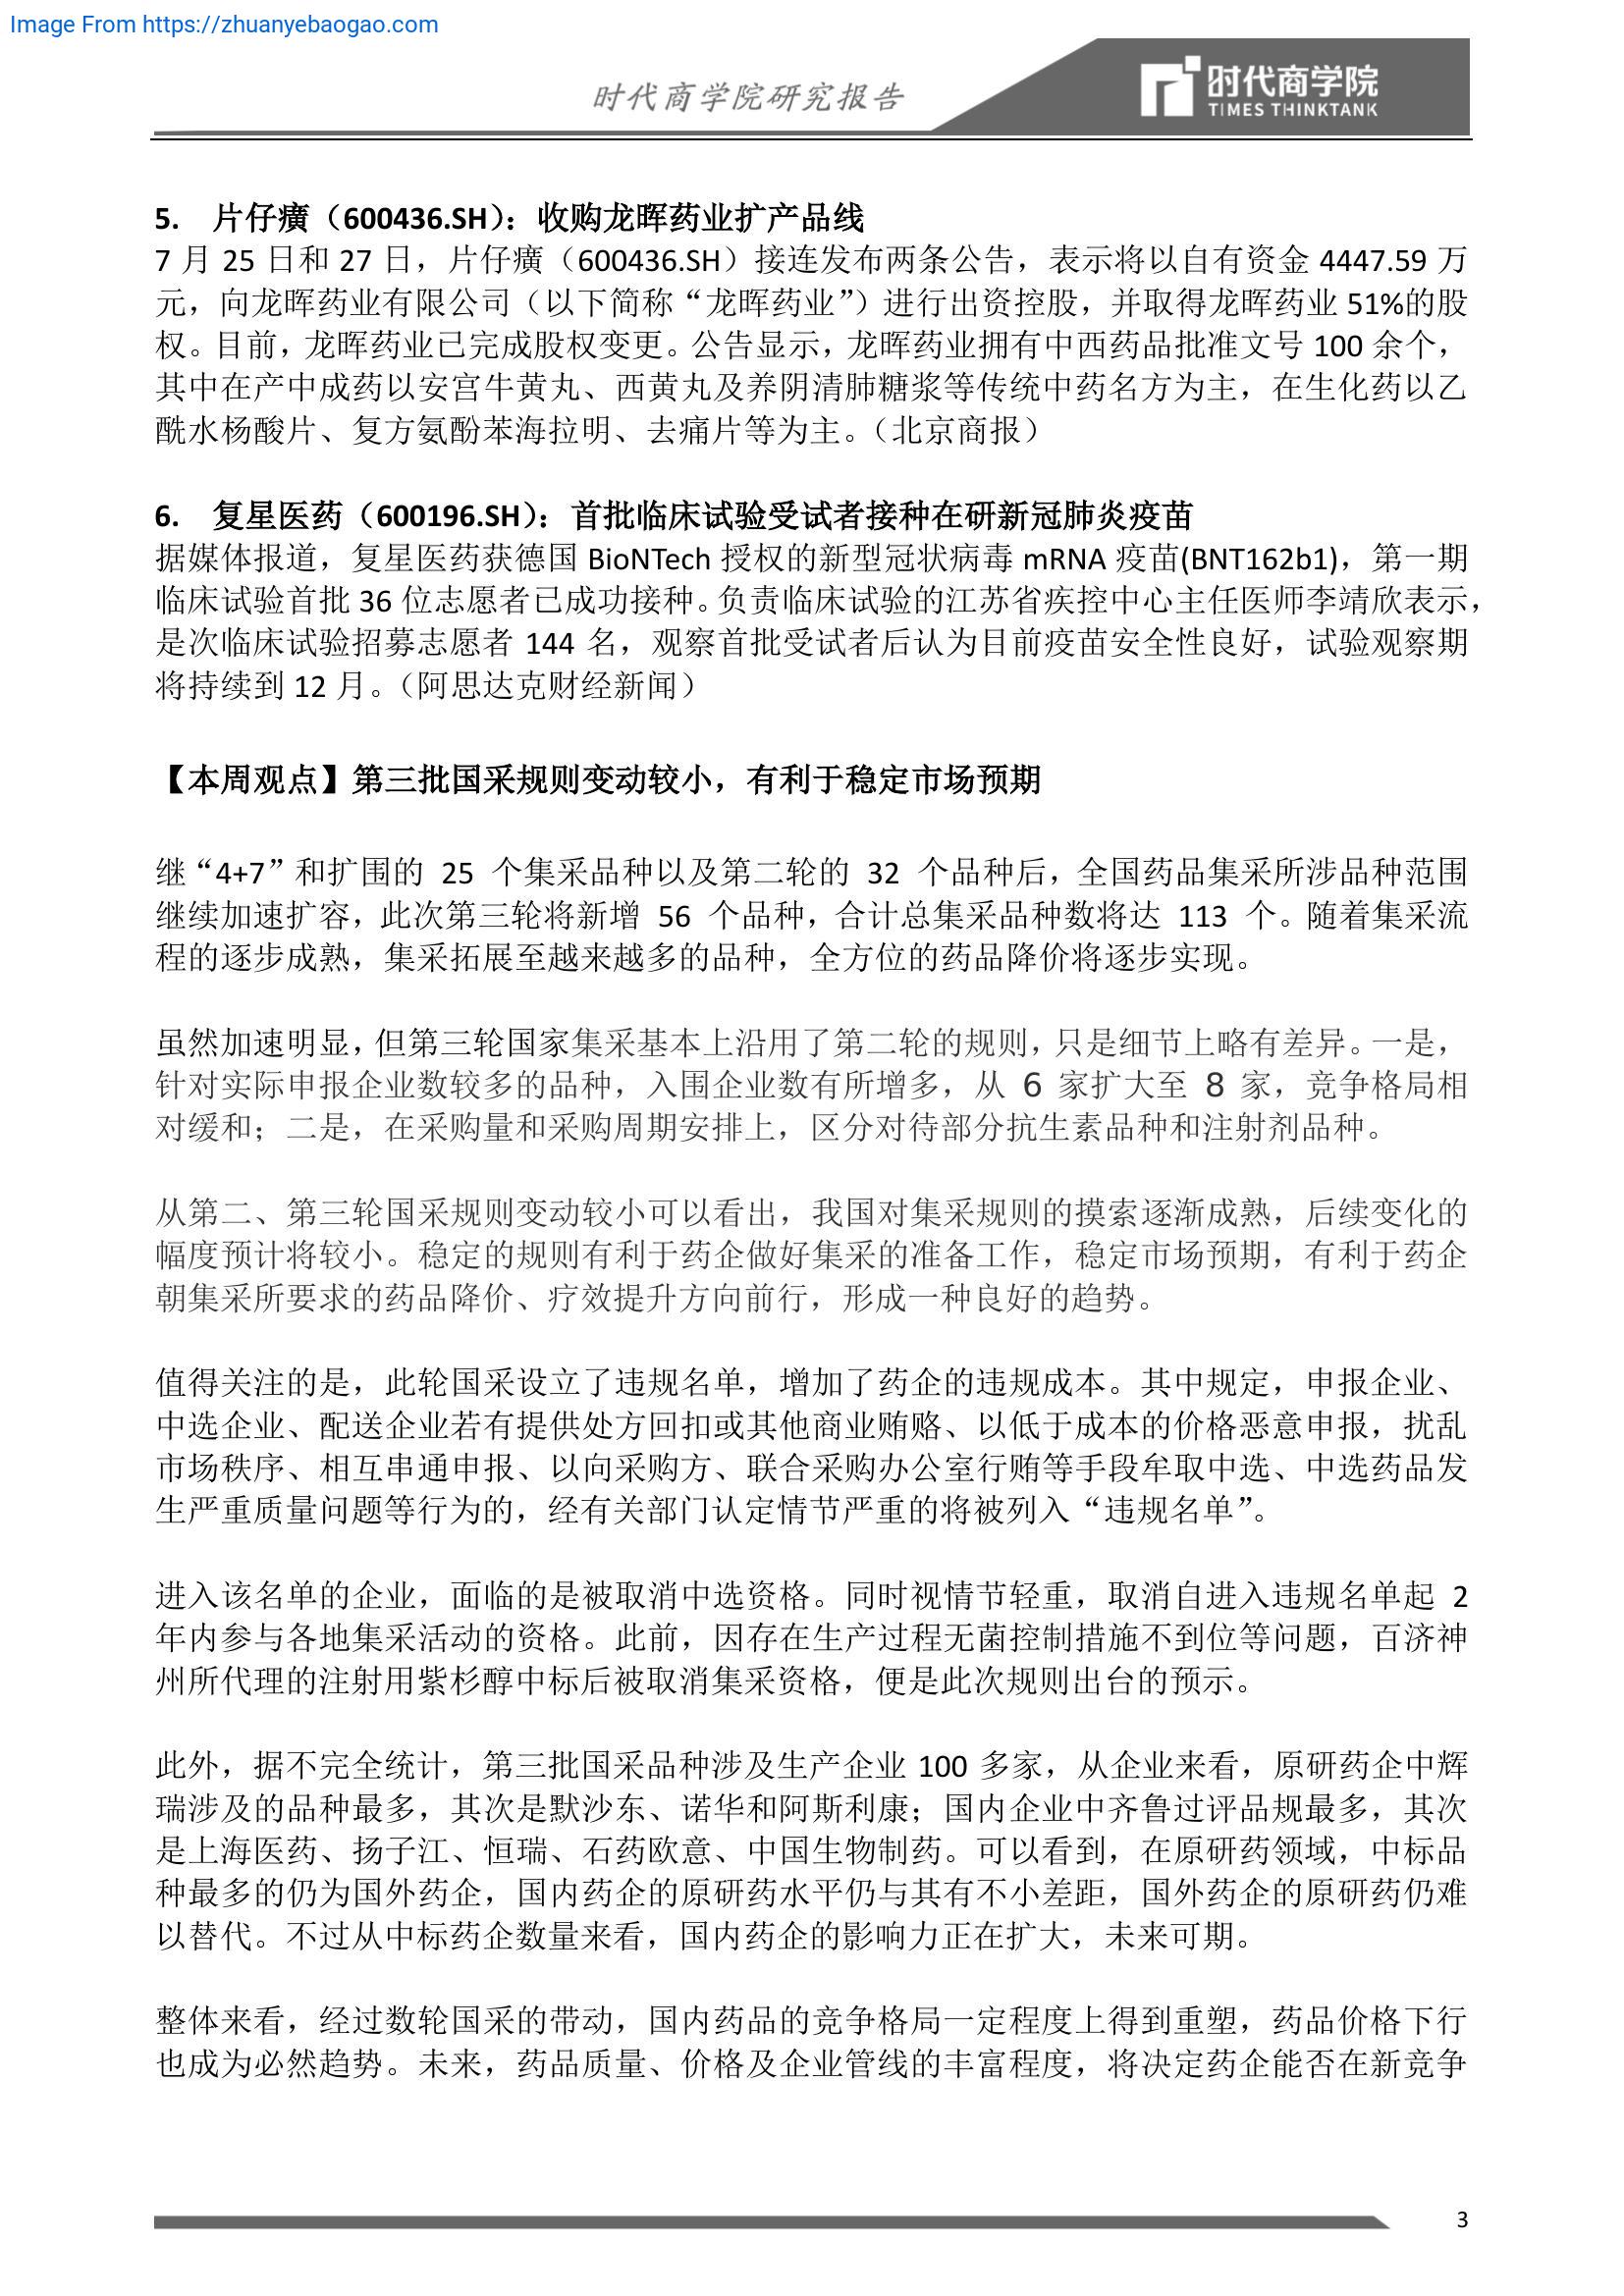 Image From https://zhuanyebaogao.com
时代商学院研究报告
时代商学院
TIMES THINKTANK
5. 片仔癀（600436.SH）：收购龙晖药业扩产品线
7 月 25 日和 27 日，片仔癀（600436.SH）接连发布两条公告，表示将以自有资金 4447.59 万
元，向龙晖药业有限公司（以下简称“龙晖药业”）进行出资控股，并取得龙晖药业 51%的股
权。目前，龙晖药业已完成股权变更。公告显示，龙晖药业拥有中西药品批准文号 100 余个，
其中在产中成药以安宫牛黄丸、西黄丸及养阴清肺糖浆等传统中药名方为主，在生化药以乙
酰水杨酸片、复方氨酚苯海拉明、去痛片等为主。（北京商报）
6. 复星医药（600196.SH）：首批临床试验受试者接种在研新冠肺炎疫苗
据媒体报道，复星医药获德国 BioNTech 授权的新型冠状病毒 mRNA 疫苗(BNT162b1)，第一期
临床试验首批 36 位志愿者已成功接种。负责临床试验的江苏省疾控中心主任医师李靖欣表示，
是次临床试验招募志愿者 144 名，观察首批受试者后认为目前疫苗安全性良好，试验观察期
将持续到 12 月。（阿思达克财经新闻）
【本周观点】第三批国采规则变动较小，有利于稳定市场预期
继“4+7”和扩围的 25 个集采品种以及第二轮的 32 个品种后，全国药品集采所涉品种范围
继续加速扩容，此次第三轮将新增 56 个品种，合计总集采品种数将达 113 个。随着集采流
程的逐步成熟，集采拓展至越来越多的品种，全方位的药品降价将逐步实现。
虽然加速明显，但第三轮国家集采基本上沿用了第二轮的规则，只是细节上略有差异。一是，
针对实际申报企业数较多的品种，入围企业数有所增多，从 6 家扩大至 8 家，竞争格局相
对缓和；二是，在采购量和采购周期安排上，区分对待部分抗生素品种和注射剂品种。
从第二、第三轮国采规则变动较小可以看出，我国对集采规则的摸索逐渐成熟，后续变化的
幅度预计将较小。稳定的规则有利于药企做好集采的准备工作，稳定市场预期，有利于药企
朝集采所要求的药品降价、疗效提升方向前行，形成一种良好的趋势。
值得关注的是，此轮国采设立了违规名单，增加了药企的违规成本。其中规定，申报企业、
中选企业、配送企业若有提供处方回扣或其他商业贿赂、以低于成本的价格恶意申报，扰乱
市场秩序、相互串通申报、以向采购方、联合采购办公室行贿等手段牟取中选、中选药品发
生严重质量问题等行为的，经有关部门认定情节严重的将被列入“违规名单”。
进入该名单的企业，面临的是被取消中选资格。同时视情节轻重，取消自进入违规名单起 2
年内参与各地集采活动的资格。此前，因存在生产过程无菌控制措施不到位等问题，百济神
州所代理的注射用紫杉醇中标后被取消集采资格，便是此次规则出台的预示。
此外，据不完全统计，第三批国采品种涉及生产企业 100 多家，从企业来看，原研药企中辉
瑞涉及的品种最多，其次是默沙东、诺华和阿斯利康；国内企业中齐鲁过评品规最多，其次
是上海医药、扬子江、恒瑞、石药欧意、中国生物制药。可以看到，在原研药领域，中标品
种最多的仍为国外药企，国内药企的原研药水平仍与其有不小差距，国外药企的原研药仍难
以替代。不过从中标药企数量来看，国内药企的影响力正在扩大，未来可期。
整体来看，经过数轮国采的带动，国内药品的竞争格局一定程度上得到重塑，药品价格下行
也成为必然趋势。未来，药品质量、价格及企业管线的丰富程度，将决定药企能否在新竞争
3